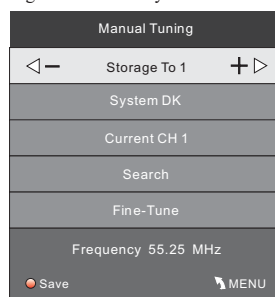 Manual Tuning
Storage To 1
System DK
Current CH 1
Search
Fine-Tune
Frequency 55.25 MHz
Save
MENU